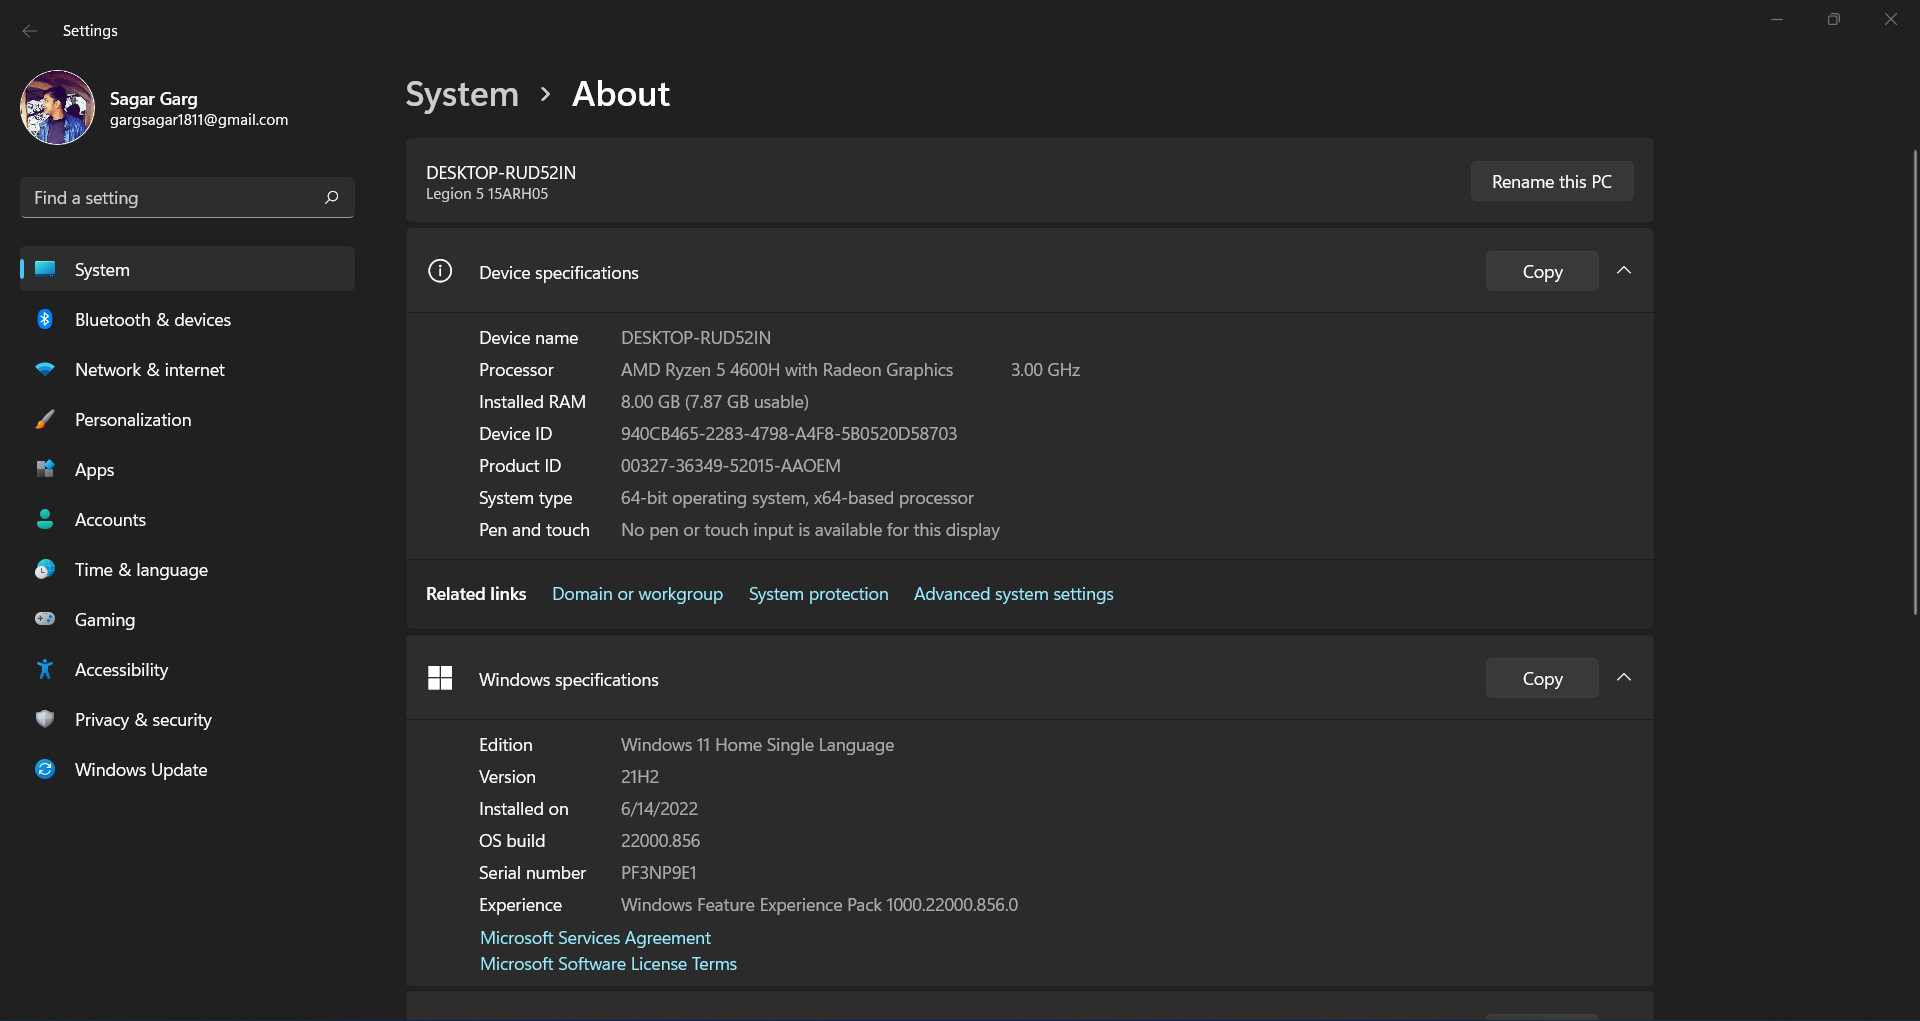 Settings
Sagar Garg
gargsagar1811@gmail.com
Find a setting
System
Bluetooth & devices
Network & internet
Personalization
Apps
Accounts
Time & language
Gaming
Accessibility
Privacy & security
Windows Update
System > About
DESKTOP-RUD52IN
Legion 5 15ARH05
Rename this PC
Device specifications
Copy
Device name DESKTOP-RUD52IN
Processor AMD Ryzen 5 4600H with Radeon Graphics 3.00 GHz
Installed RAM 8.00 GB (7.87 GB usable)
Device ID 940CB465-2283-4798-A4F8-5B0520D58703
Product ID 00327-36349-52015-AAOEM
System type 64-bit operating system, x64-based processor
Pen and touch No pen or touch input is available for this display
Related links Domain or workgroup System protection Advanced system settings
Windows specifications
Copy
Edition Windows 11 Home Single Language
Version 21H2
Installed on 6/14/2022
OS build 22000.856
Serial number PF3NP9E1
Experience Windows Feature Experience Pack 1000.22000.856.0
Microsoft Services Agreement
Microsoft Software License Terms